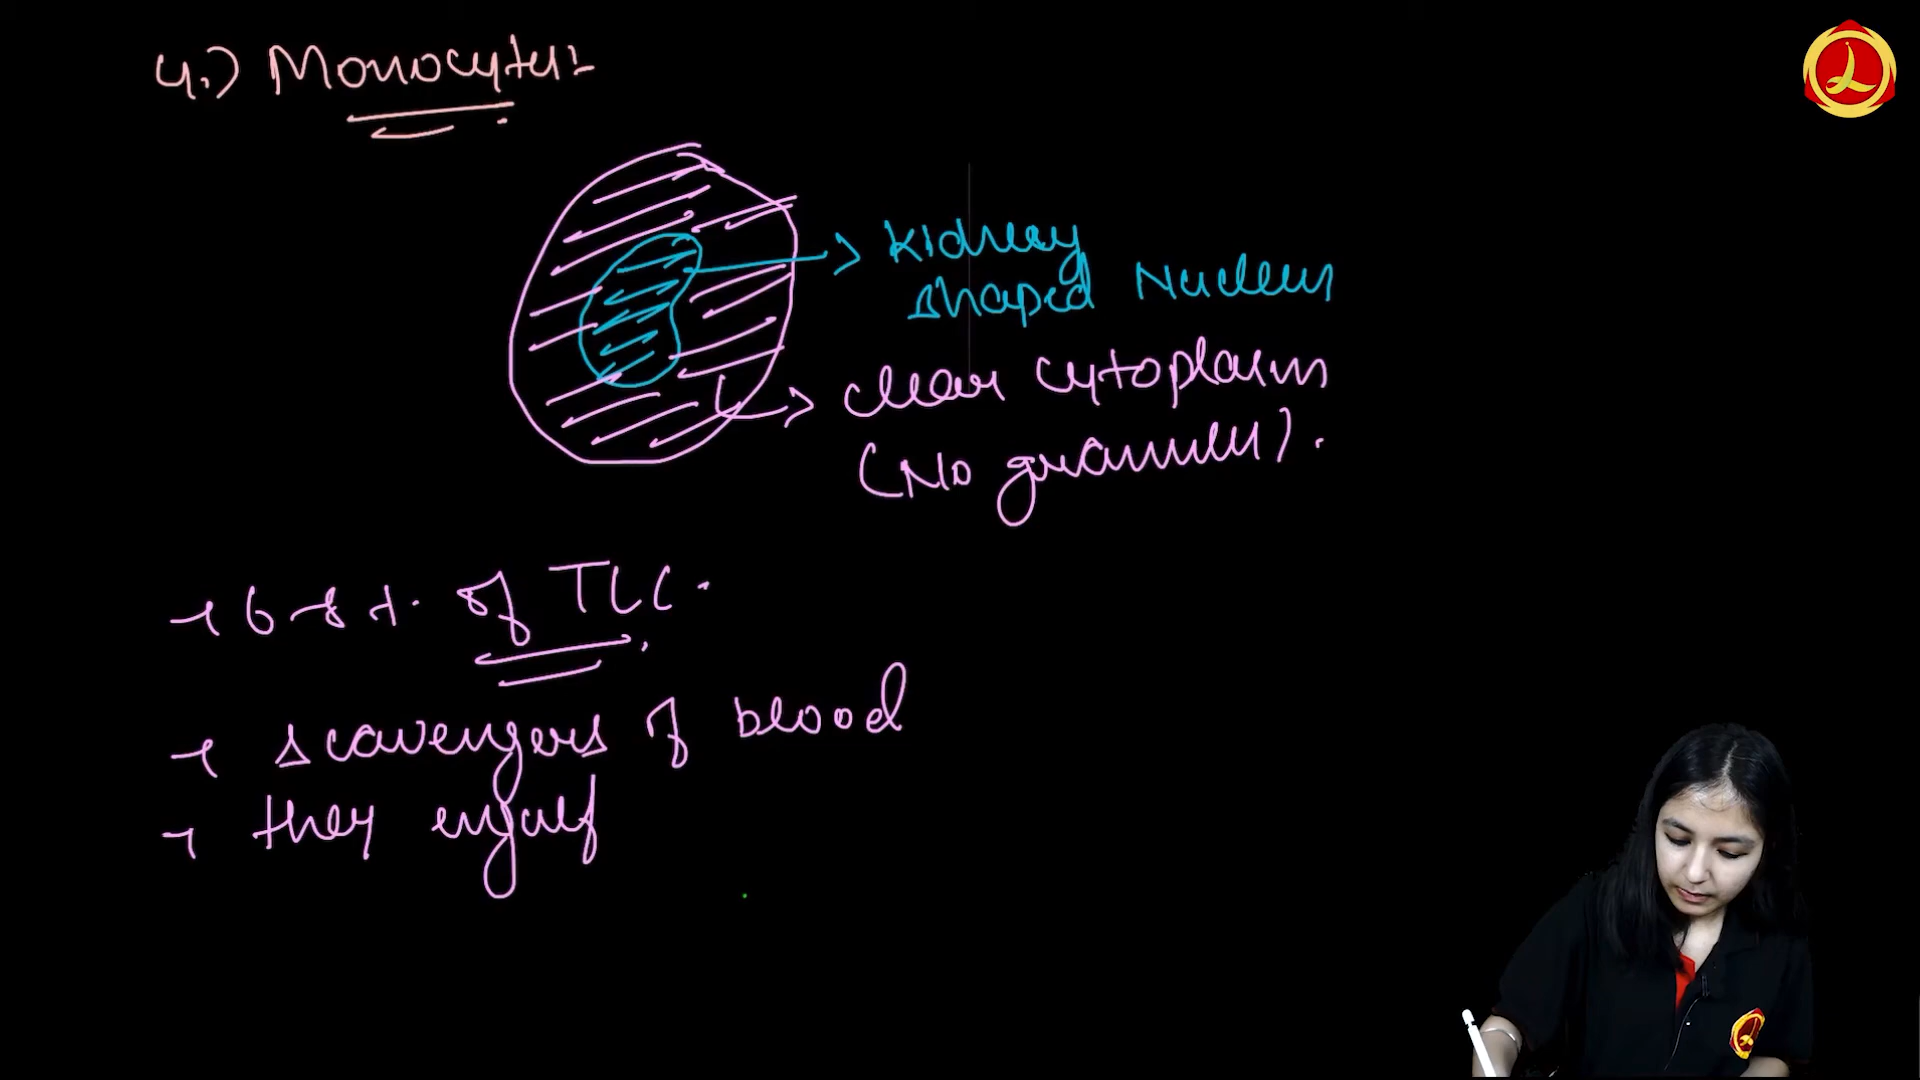 4.) Monocytes:
Kidney
shaped Nucleus
clear cytoplasm
(No granules).
→ 6-8 %. of TLC.
→ scavengers of blood
→ they engulf